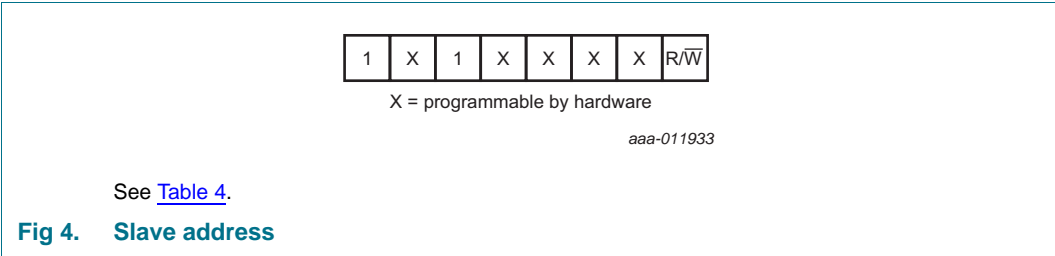 1 X 1 X X X X R/W̅
X = programmable by hardware
aaa-011933
See Table 4.
Fig 4. Slave address